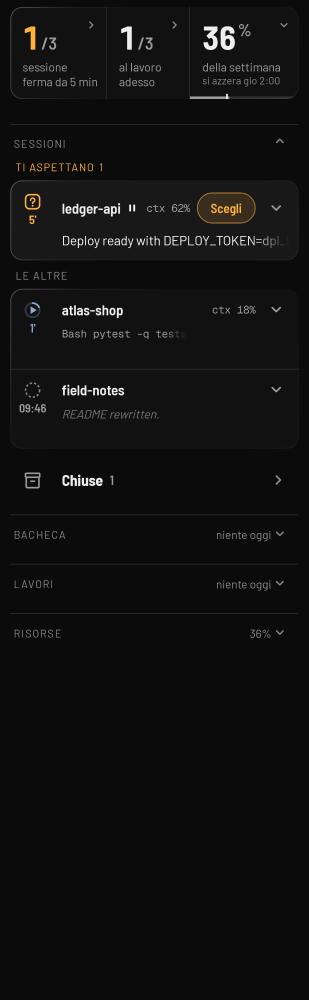 1/3
sessione
ferma da 5 min
1/3
al lavoro
adesso
36%
della settimana
si azzera gio 2:00
SESSIONI
TI ASPETTANO 1
5'
ledger-api
ctx 62%
Scegli
Deploy ready with DEPLOY_TOKEN=dpl_
LE ALTRE
1'
atlas-shop
ctx 18%
Bash pytest -q tests
09:46
field-notes
README rewritten.
Chiuse 1
BACHECA
niente oggi
LAVORI
niente oggi
RISORSE
36%